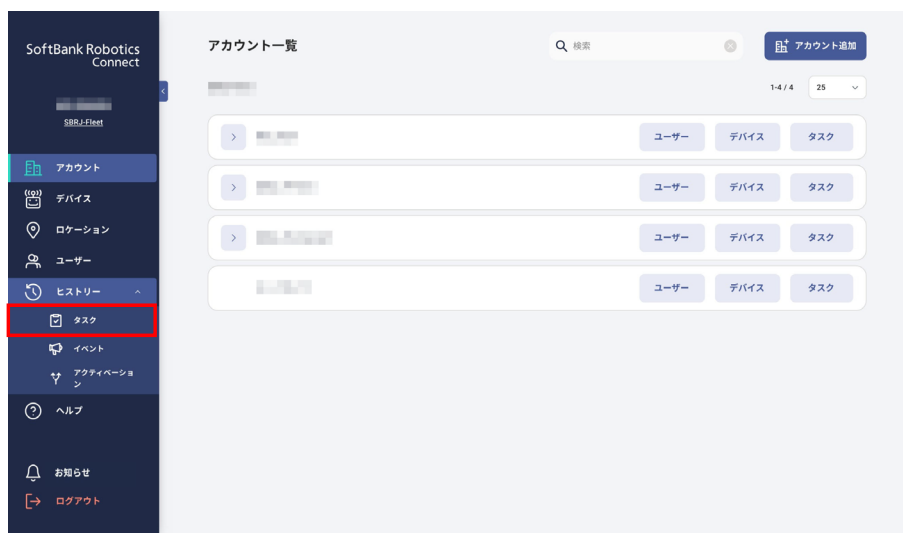 SoftBank Robotics
Connect
SBRJ-Fleet
アカウント
デバイス
ロケーション
ユーザー
ヒストリー
タスク
イベント
アクティベーショ
ン
ヘルプ
お知らせ
ログアウト
アカウント一覧
検索
アカウント追加
1-4 / 4
25
ユーザー デバイス タスク
ユーザー デバイス タスク
ユーザー デバイス タスク
ユーザー デバイス タスク